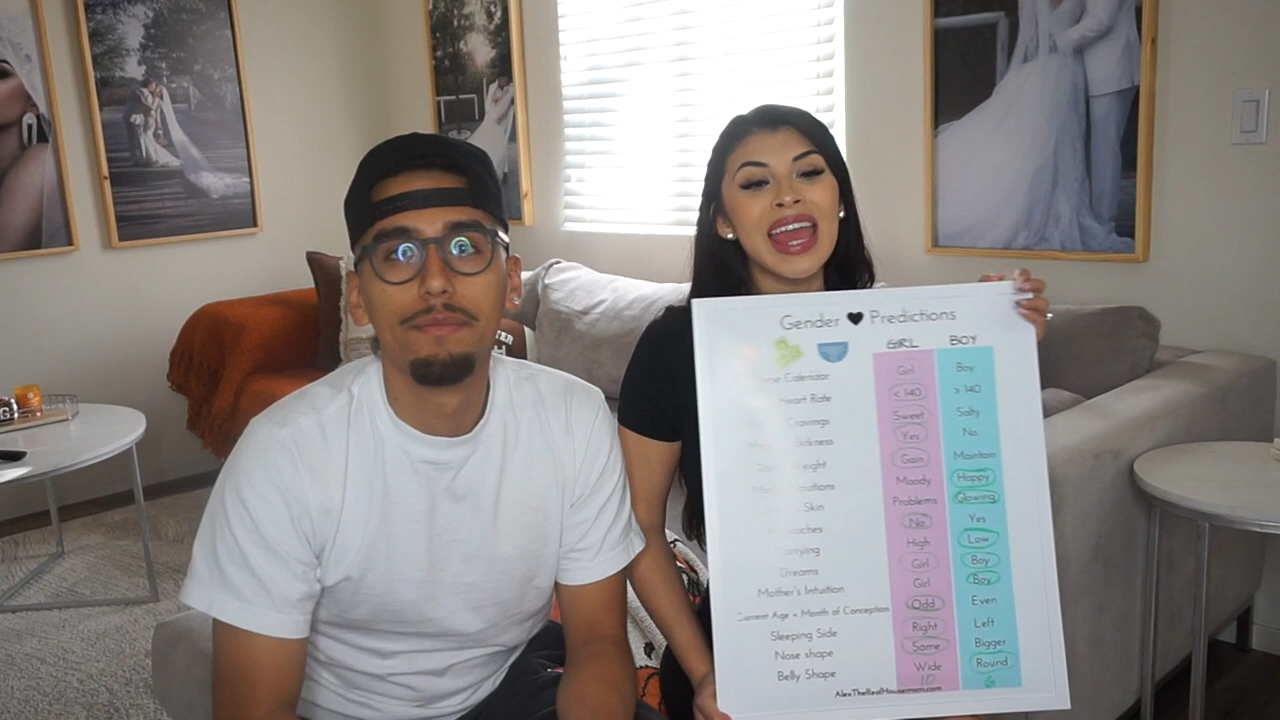 Gender Predictions
GIRL BOY
Calendar Girl Boy
Heart Rate < 140 > 140
Cravings Sweet Salty
Sickness Yes No
Weight Gain Maintain
Moody Happy
Skin Problems Glowing
No Yes
Carrying High Low
Dreams Girl Boy
Mother's Intuition Girl Boy
Current Age + Month of Conception Odd Even
Sleeping Side Right Left
Nose shape Same Bigger
Belly Shape Wide Round
10 6
AlexTheRealHousemom.com